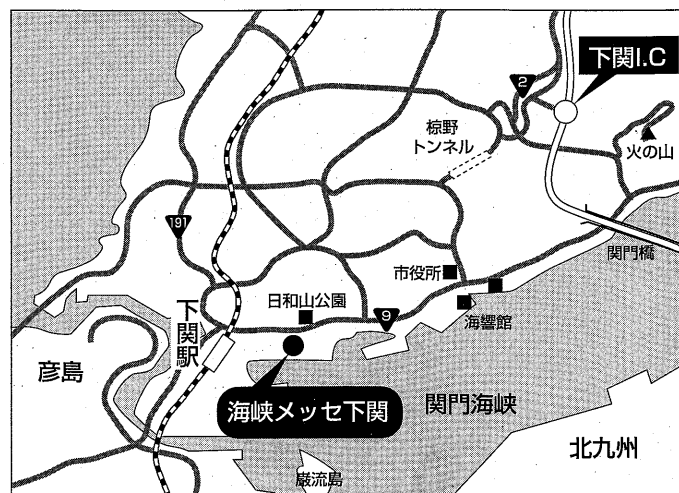 下関I.C
2
椋野
トンネル
火の山
191
関門橋
市役所
日和山公園
9
海響館
下関駅
彦島
海峡メッセ下関
関門海峡
北九州
巌流島